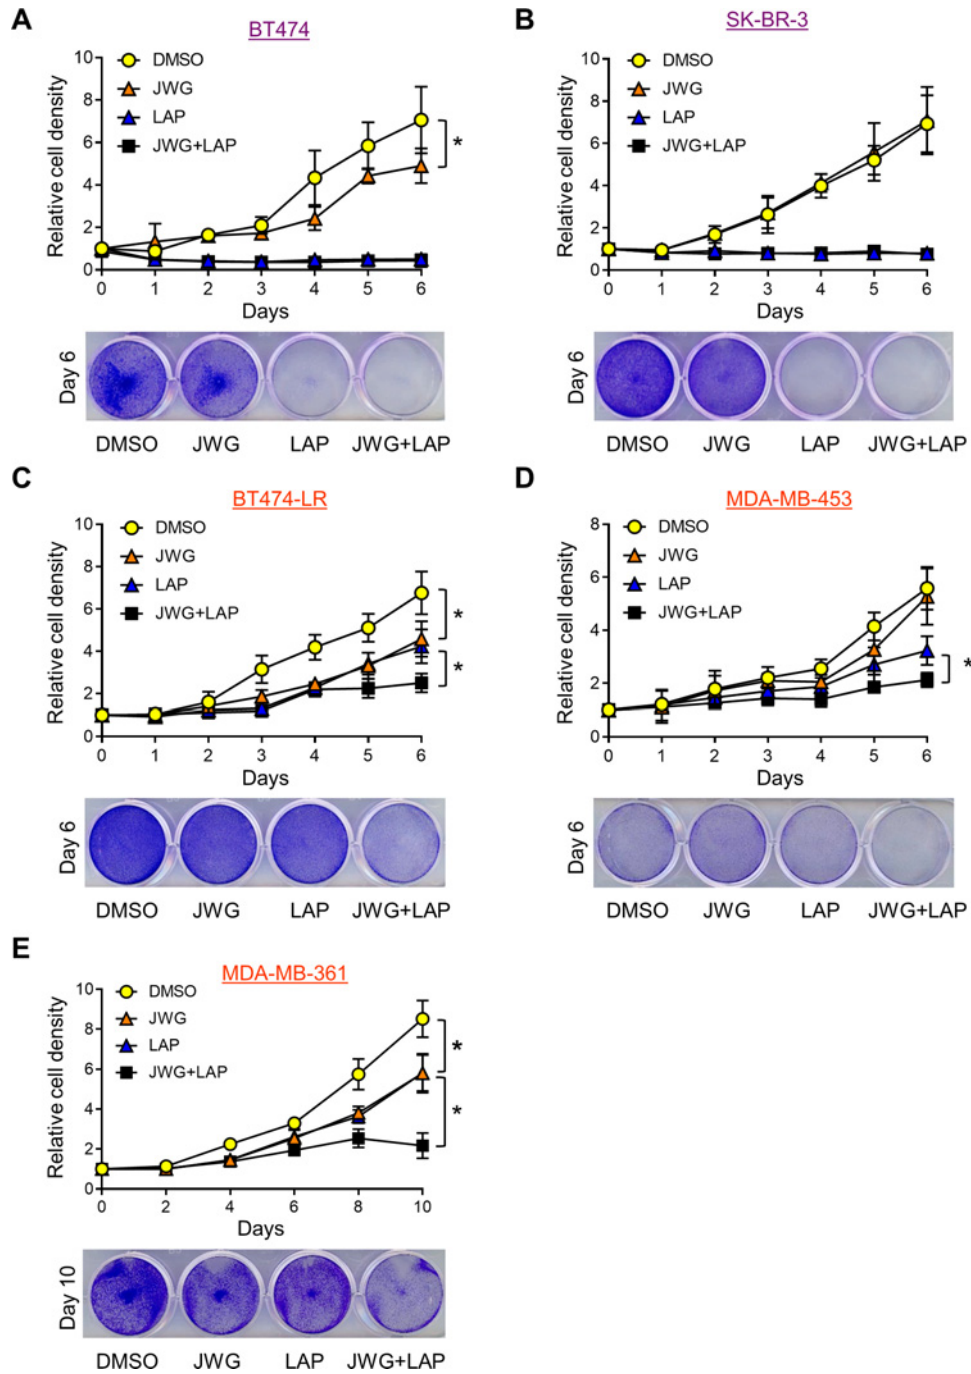 A
BT474
Relative cell density
10
8
6
4
2
0
DMSO
JWG
LAP
JWG+LAP
*
0 1 2 3 4 5 6
Days
Day 6
DMSO JWG LAP JWG+LAP
B
SK-BR-3
Relative cell density
10
8
6
4
2
0
DMSO
JWG
LAP
JWG+LAP
0 1 2 3 4 5 6
Days
Day 6
DMSO JWG LAP JWG+LAP
C
BT474-LR
Relative cell density
10
8
6
4
2
0
DMSO
JWG
LAP
JWG+LAP
*
*
0 1 2 3 4 5 6
Days
Day 6
DMSO JWG LAP JWG+LAP
D
MDA-MB-453
Relative cell density
8
6
4
2
0
DMSO
JWG
LAP
JWG+LAP
*
0 1 2 3 4 5 6
Days
Day 6
DMSO JWG LAP JWG+LAP
E
MDA-MB-361
Relative cell density
10
8
6
4
2
0
DMSO
JWG
LAP
JWG+LAP
*
*
0 2 4 6 8 10
Days
Day 10
DMSO JWG LAP JWG+LAP